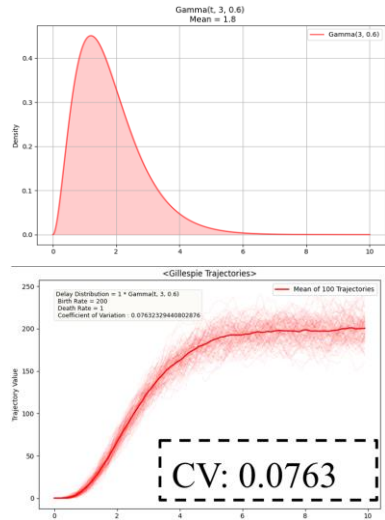 Gamma(t, 3, 0.6)
Mean = 1.8
Gamma(3, 0.6)
Density
0.4
0.3
0.2
0.1
0.0
0 2 4 6 8 10
<Gillespie Trajectories>
Delay Distribution = 1 * Gamma(t, 3, 0.6)
Birth Rate = 200
Death Rate = 1
Coefficient of Variation : 0.07632329440802876
Mean of 100 Trajectories
Trajectory Value
250
200
150
100
50
0
CV: 0.0763
0 2 4 6 8 10